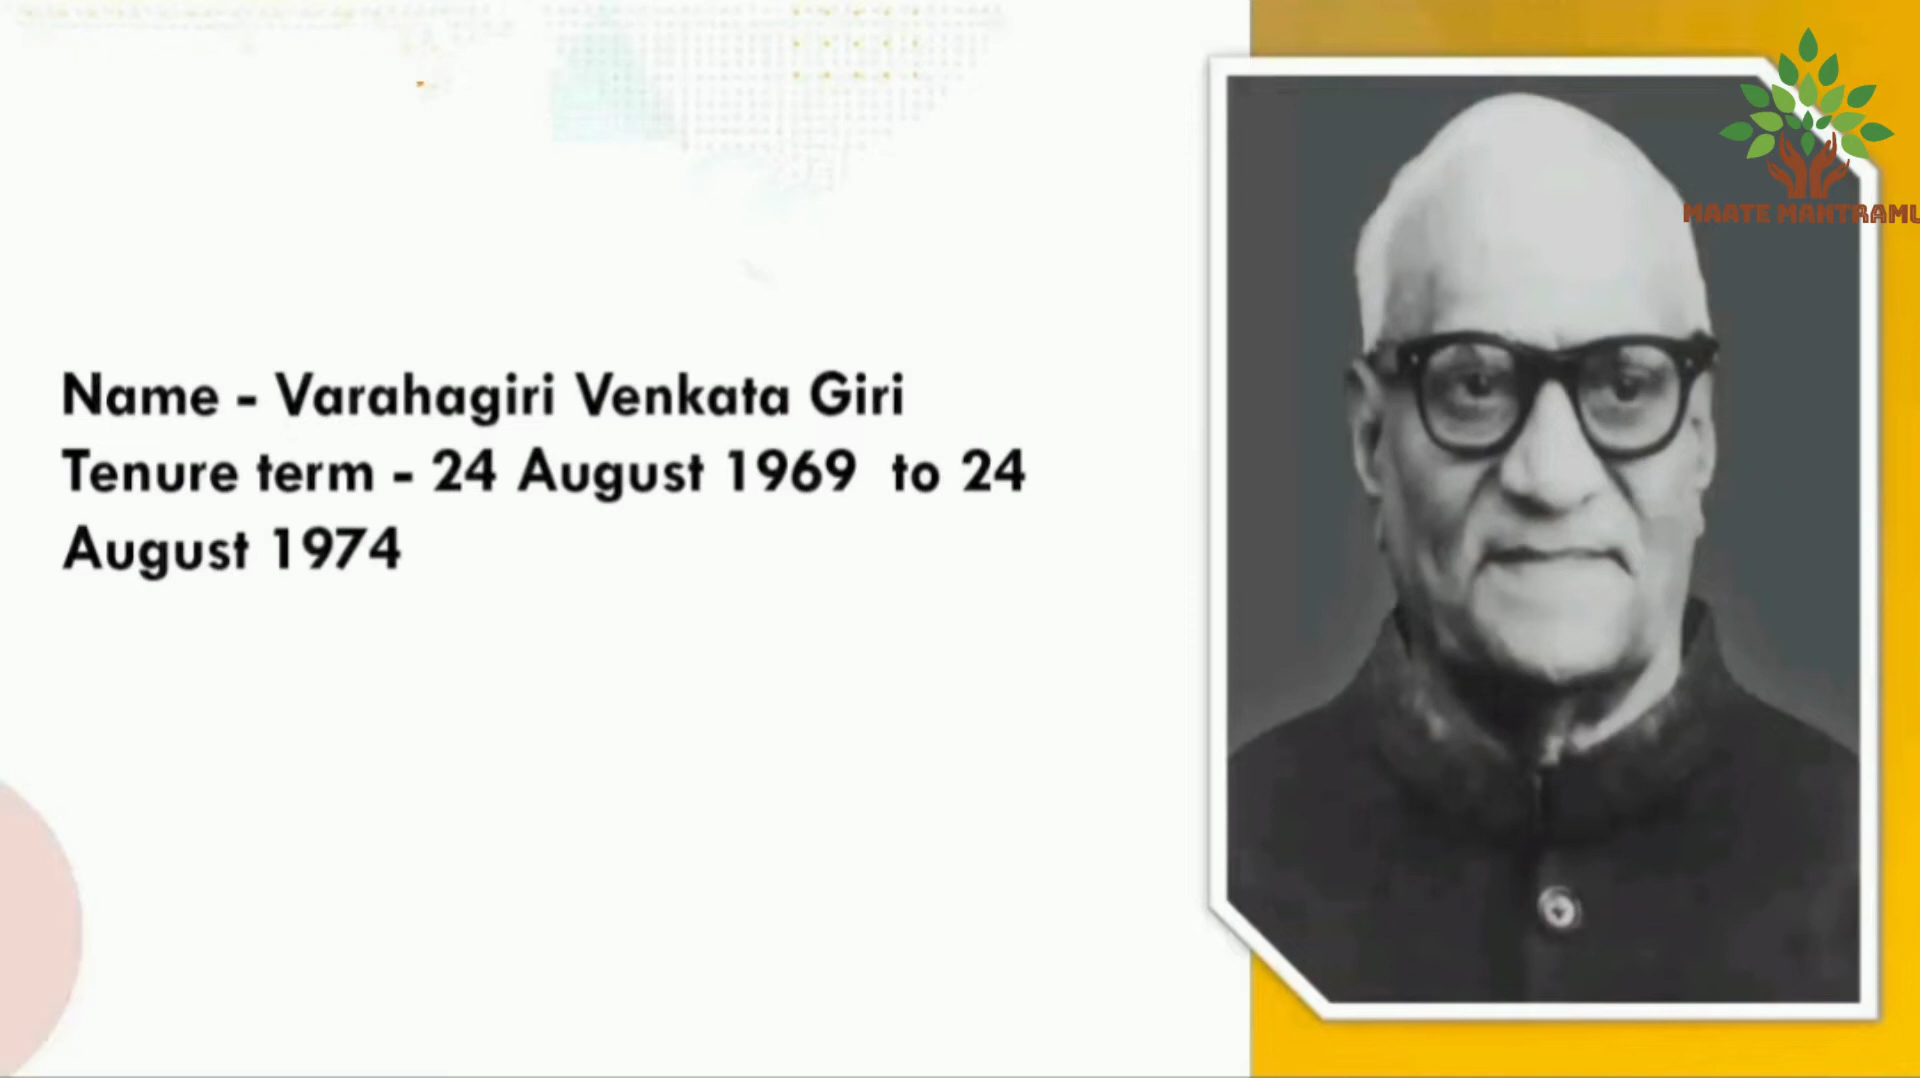 MAATE MANTRAMU
Name - Varahagiri Venkata Giri
Tenure term - 24 August 1969 to 24
August 1974